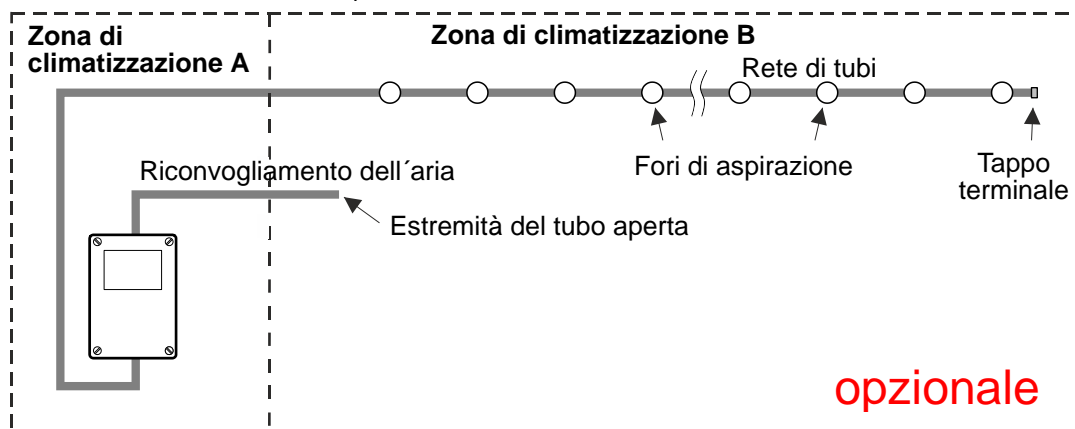 Zona di
climatizzazione A
Zona di climatizzazione B
Rete di tubi
Riconvogliamento dell´aria
Fori di aspirazione
Tappo
terminale
Estremità del tubo aperta
opzionale